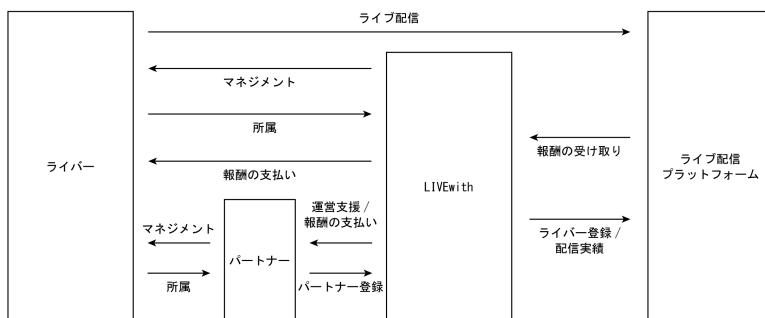 ライブ配信
マネジメント
所属
報酬の受け取り
ライバー
報酬の支払い
LIVEwith
ライブ配信
プラットフォーム
運営支援 /
報酬の支払い
マネジメント
ライバー登録 /
配信実績
パートナー
所属
パートナー登録